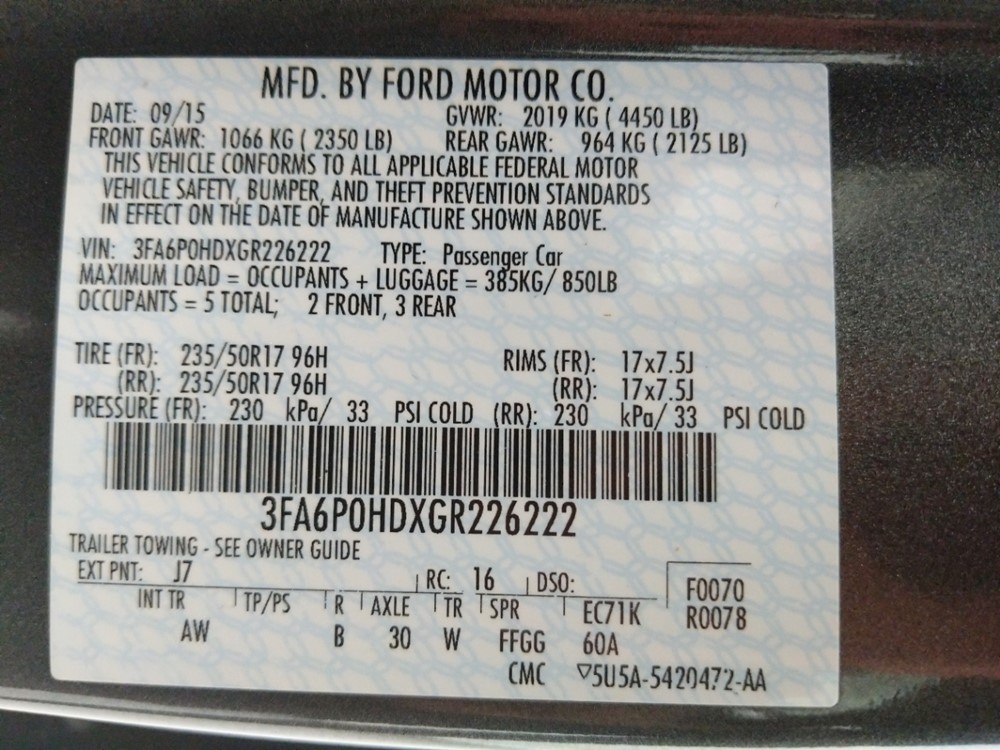 MFD. BY FORD MOTOR CO.
DATE: 09/15 GVWR: 2019 KG ( 4450 LB)
FRONT GAWR: 1066 KG ( 2350 LB) REAR GAWR: 964 KG ( 2125 LB)
THIS VEHICLE CONFORMS TO ALL APPLICABLE FEDERAL MOTOR
VEHICLE SAFETY, BUMPER, AND THEFT PREVENTION STANDARDS
IN EFFECT ON THE DATE OF MANUFACTURE SHOWN ABOVE.
VIN: 3FA6P0HDXGR226222 TYPE: Passenger Car
MAXIMUM LOAD = OCCUPANTS + LUGGAGE = 385KG/ 850LB
OCCUPANTS = 5 TOTAL; 2 FRONT, 3 REAR
TIRE (FR): 235/50R17 96H RIMS (FR): 17x7.5J
(RR): 235/50R17 96H (RR): 17x7.5J
PRESSURE (FR): 230 kPa/ 33 PSI COLD (RR): 230 kPa/ 33 PSI COLD
3FA6P0HDXGR226222
TRAILER TOWING - SEE OWNER GUIDE
EXT PNT: J7 RC: 16 DSO: F0070
INT TR TP/PS R AXLE TR SPR EC71K R0078
AW B 30 W FFGG 60A
CMC ▽5U5A-5420472-AA